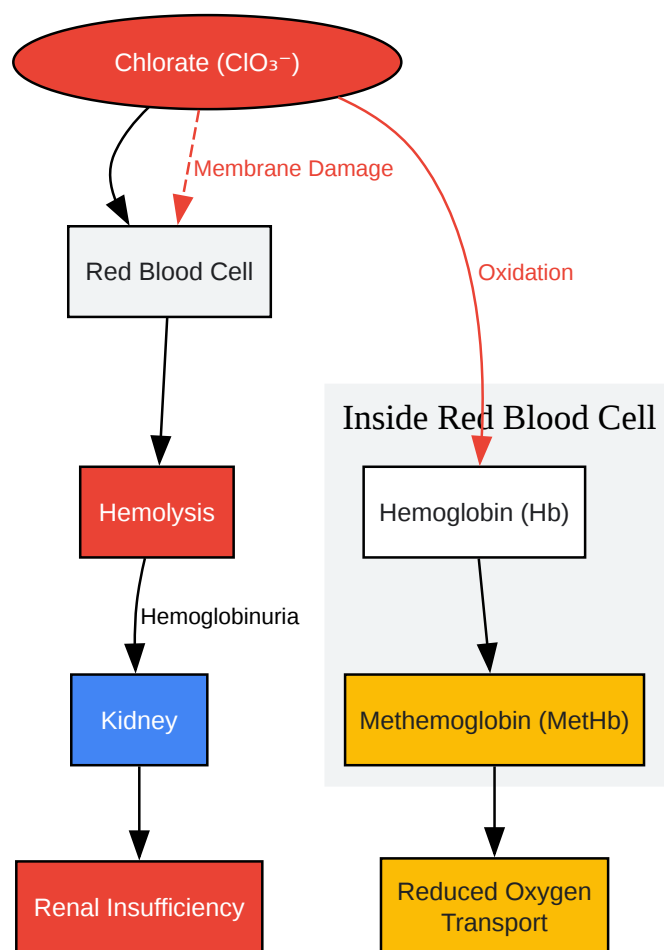 Chlorate (ClO₃⁻)
Membrane Damage
Red Blood Cell
Oxidation
Inside Red Blood Cell
Hemolysis
Hemoglobin (Hb)
Hemoglobinuria
Kidney
Methemoglobin (MetHb)
Renal Insufficiency
Reduced Oxygen
Transport